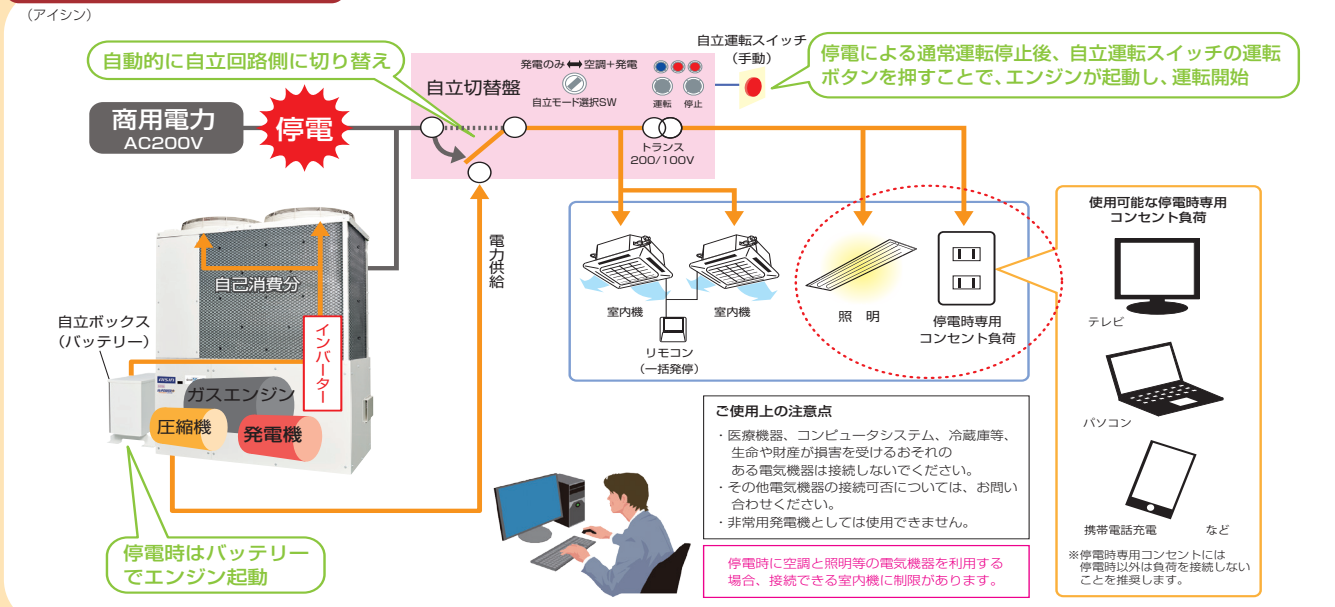 (アイシン)
自動的に自立回路側に切り替え
発電のみ⬌空調+発電
自立切替盤
自立モード選択SW
運転 停止
自立運転スイッチ
(手動)
停電による通常運転停止後、自立運転スイッチの運転
ボタンを押すことで、エンジンが起動し、運転開始
商用電力
AC200V
停電
トランス
200/100V
電力供給
自己消費分
自立ボックス
(バッテリー)
インバーター
AISIN
ガスエンジン
圧縮機
発電機
停電時はバッテリー
でエンジン起動
室内機
室内機
リモコン
(一括発停)
照 明
停電時専用
コンセント負荷
使用可能な停電時専用
コンセント負荷
テレビ
パソコン
携帯電話充電 など
※停電時専用コンセントには
停電時以外は負荷を接続しない
ことを推奨します。
ご使用上の注意点
・医療機器、コンピュータシステム、冷蔵庫等、
生命や財産が損害を受けるおそれの
ある電気機器は接続しないでください。
・その他電気機器の接続可否については、お問い
合わせください。
・非常用発電機としては使用できません。
停電時に空調と照明等の電気機器を利用する
場合、接続できる室内機に制限があります。